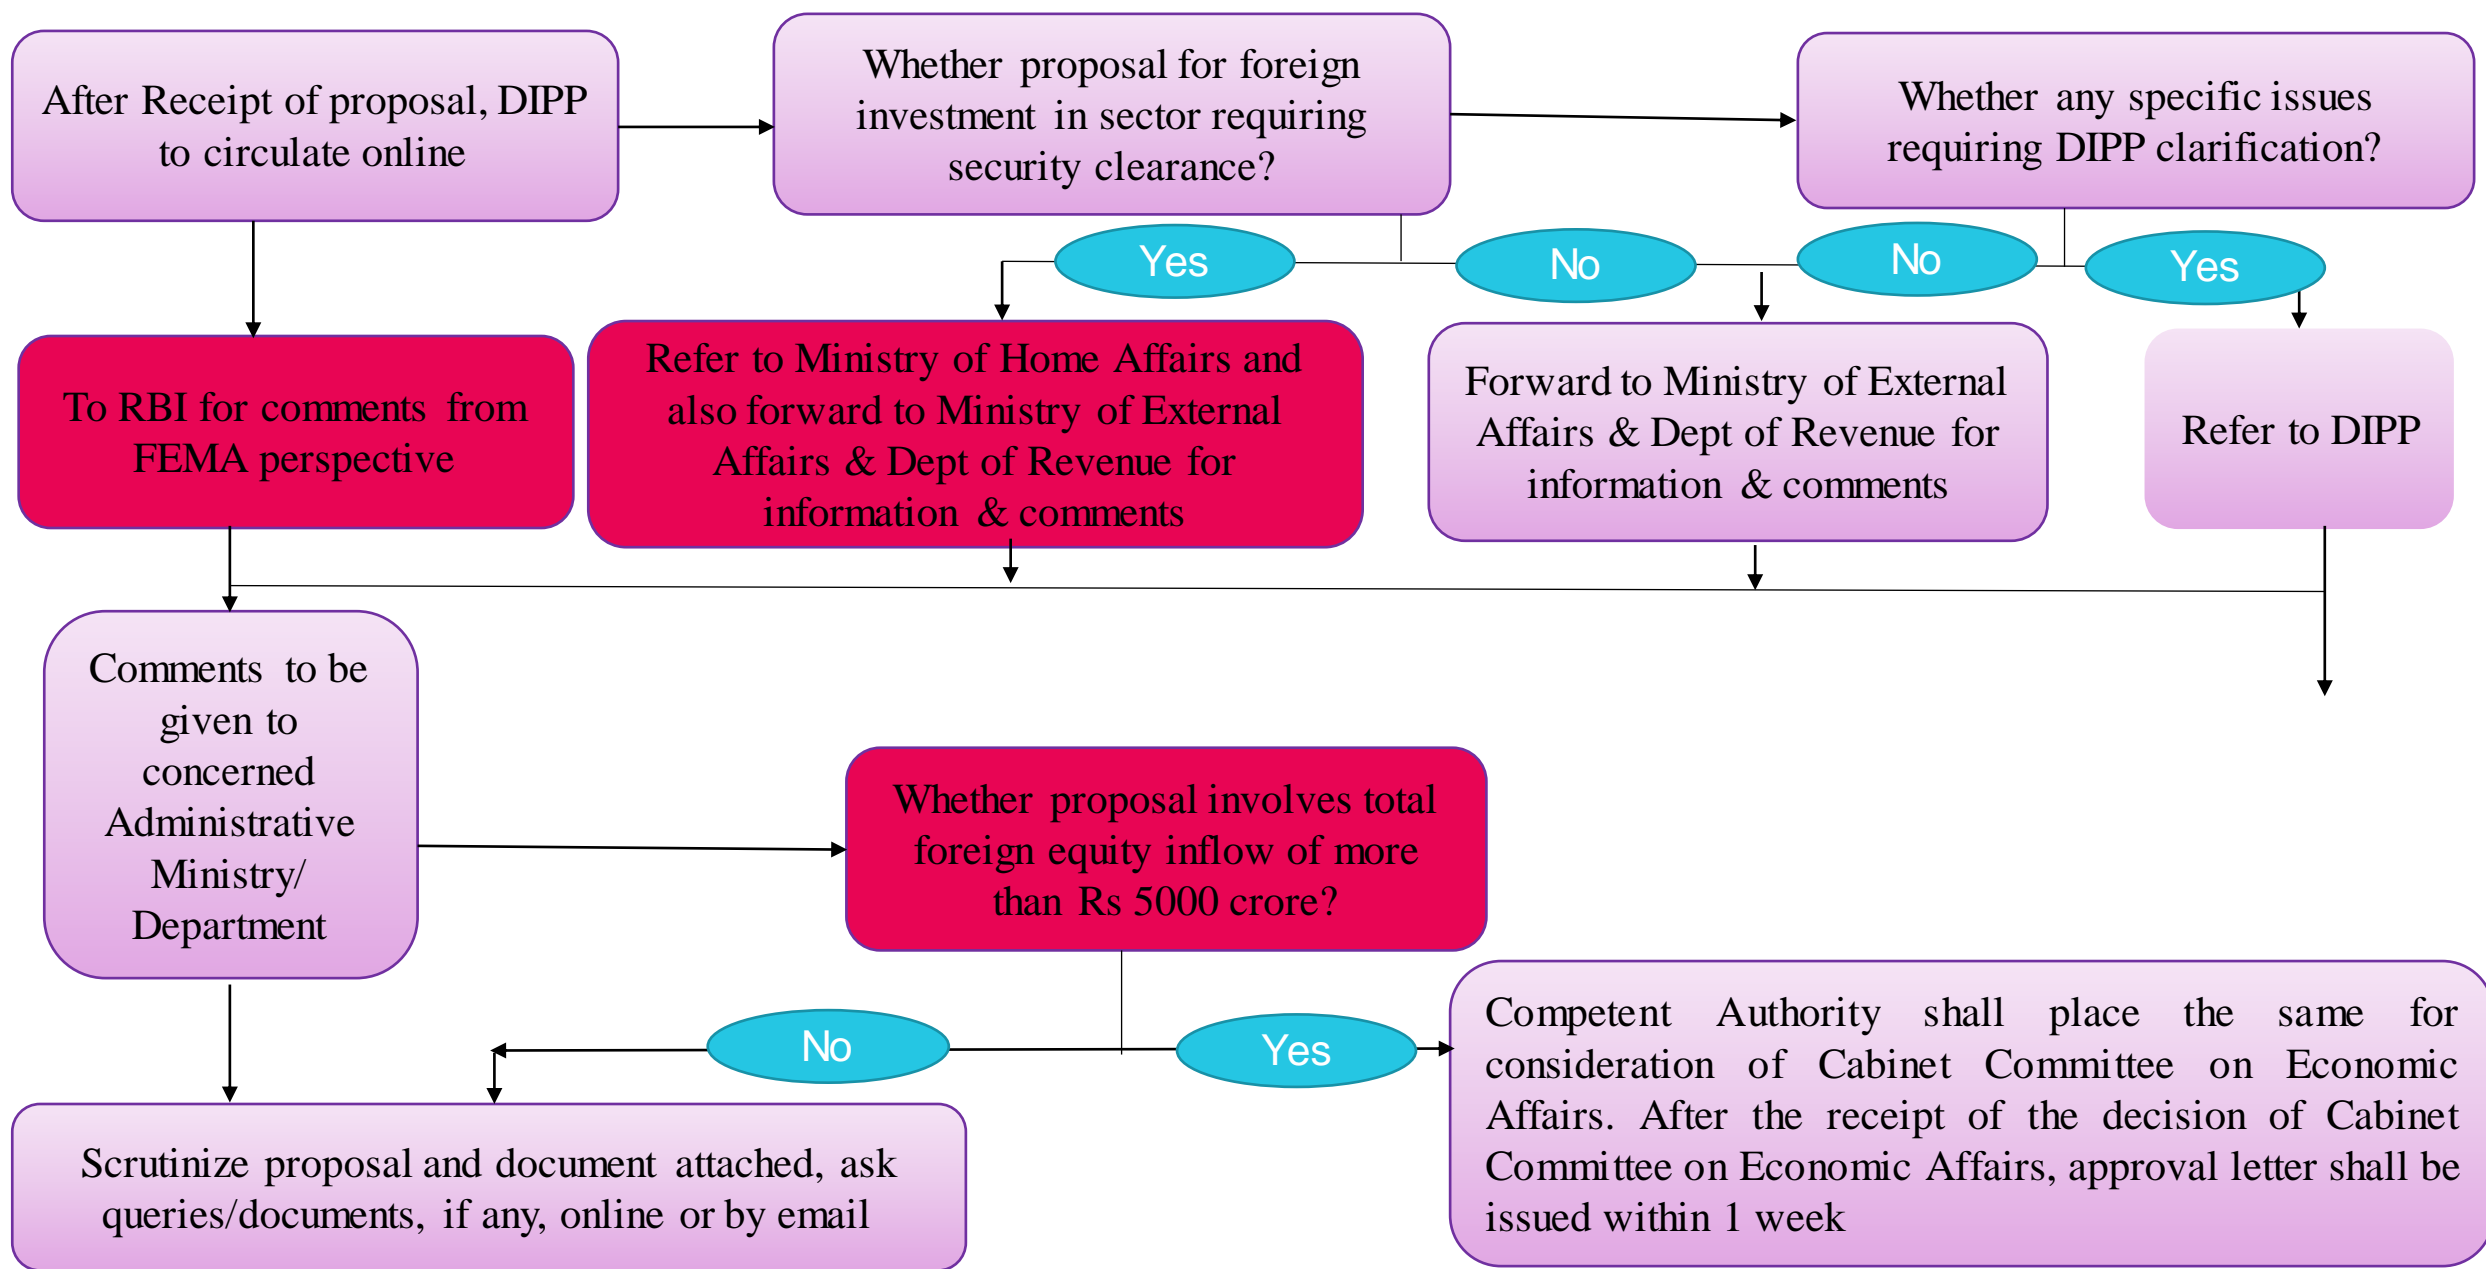 After Receipt of proposal, DIPP
to circulate online
Whether proposal for foreign
investment in sector requiring
security clearance?
Whether any specific issues
requiring DIPP clarification?
Yes
No
No
Yes
To RBI for comments from
FEMA perspective
Refer to Ministry of Home Affairs and
also forward to Ministry of External
Affairs & Dept of Revenue for
information & comments
Forward to Ministry of External
Affairs & Dept of Revenue for
information & comments
Refer to DIPP
Comments to be
given to
concerned
Administrative
Ministry/
Department
Whether proposal involves total
foreign equity inflow of more
than Rs 5000 crore?
No
Yes
Scrutinize proposal and document attached, ask
queries/documents, if any, online or by email
Competent Authority shall place the same for
consideration of Cabinet Committee on Economic
Affairs. After the receipt of the decision of Cabinet
Committee on Economic Affairs, approval letter shall be
issued within 1 week